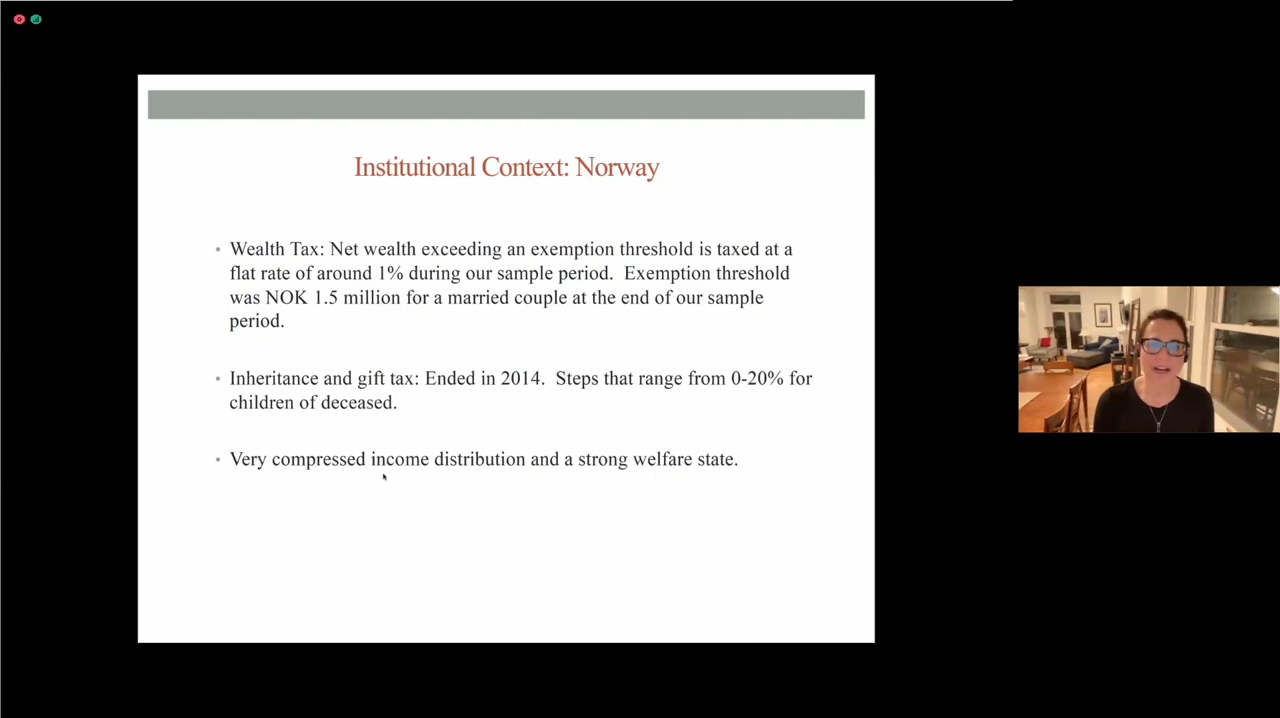 Institutional Context: Norway
• Wealth Tax: Net wealth exceeding an exemption threshold is taxed at a
flat rate of around 1% during our sample period.  Exemption threshold
was NOK 1.5 million for a married couple at the end of our sample
period.
• Inheritance and gift tax: Ended in 2014.  Steps that range from 0-20% for
children of deceased.
• Very compressed income distribution and a strong welfare state.